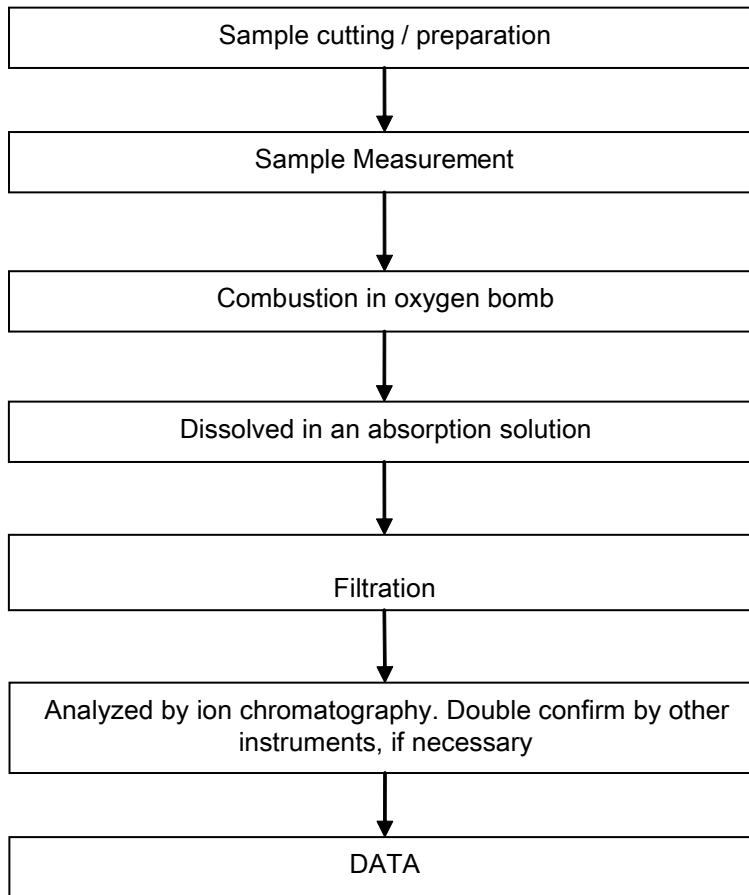 Sample cutting / preparation
Sample Measurement
Combustion in oxygen bomb
Dissolved in an absorption solution
Filtration
Analyzed by ion chromatography. Double confirm by other
instruments, if necessary
DATA